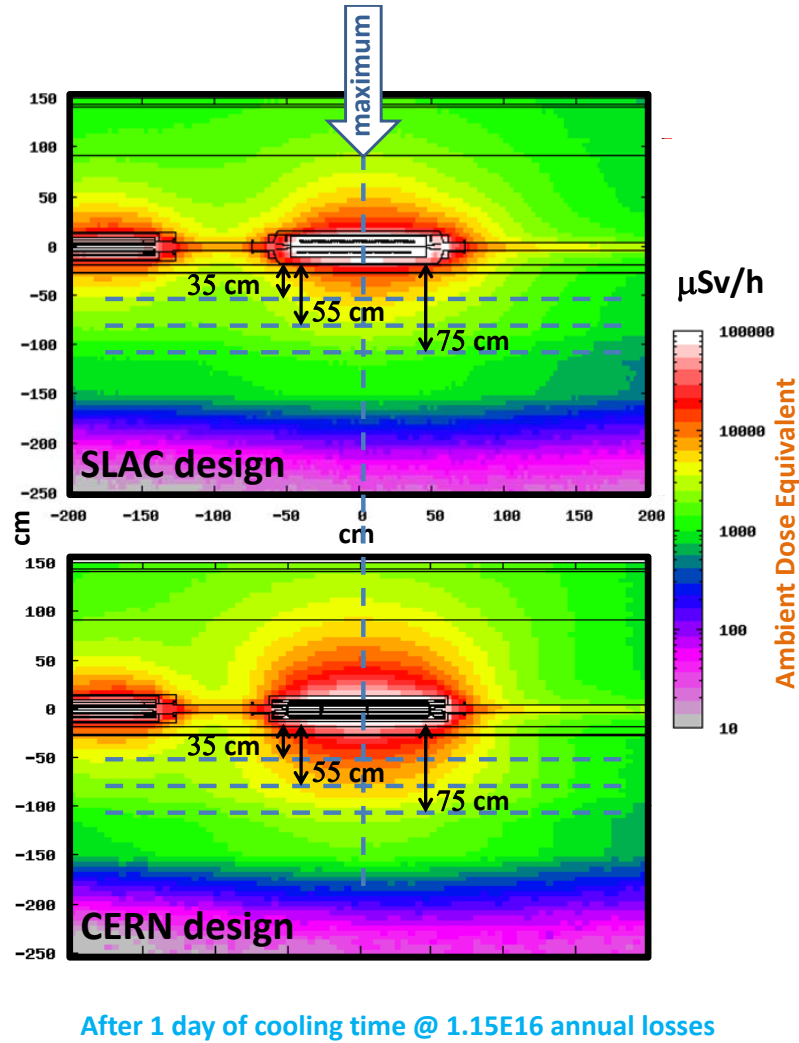 maximum
150
100
50
0
-50
-100
-150
-200
-250
35 cm
55 cm
75 cm
SLAC design
-200 -150 -100 -50 0 50 100 150 200
cm
cm
μSv/h
100000
10000
1000
100
10
Ambient Dose Equivalent
150
100
50
0
-50
-100
-150
-200
-250
35 cm
55 cm
75 cm
CERN design
After 1 day of cooling time @ 1.15E16 annual losses